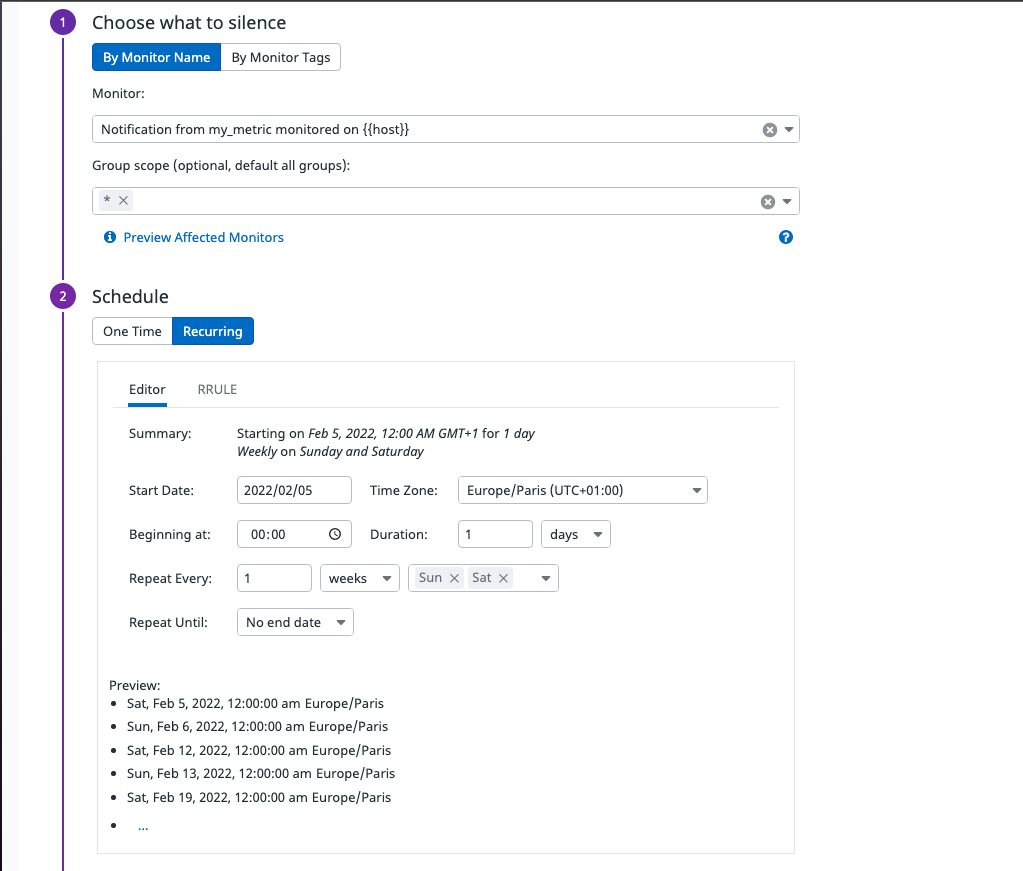 1 Choose what to silence
By Monitor Name By Monitor Tags
Monitor:
Notification from my_metric monitored on {{host}}
Group scope (optional, default all groups):
*
Preview Affected Monitors
2 Schedule
One Time Recurring
Editor RRULE
Summary: Starting on Feb 5, 2022, 12:00 AM GMT+1 for 1 day
Weekly on Sunday and Saturday
Start Date: 2022/02/05 Time Zone: Europe/Paris (UTC+01:00)
Beginning at: 00:00 Duration: 1 days
Repeat Every: 1 weeks Sun Sat
Repeat Until: No end date
Preview:
Sat, Feb 5, 2022, 12:00:00 am Europe/Paris
Sun, Feb 6, 2022, 12:00:00 am Europe/Paris
Sat, Feb 12, 2022, 12:00:00 am Europe/Paris
Sun, Feb 13, 2022, 12:00:00 am Europe/Paris
Sat, Feb 19, 2022, 12:00:00 am Europe/Paris
...